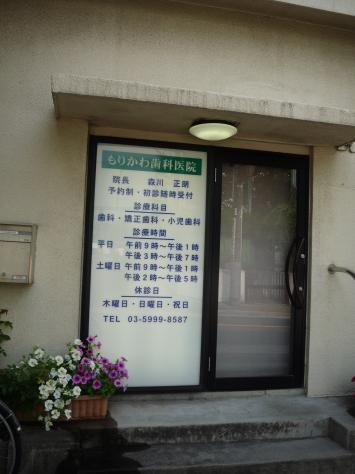 もりかわ歯科医院
院長 森川 正明
予約制・初診随時受付
診療科目
歯科・矯正歯科・小児歯科
診療時間
平日 午前9時〜午後1時
午後3時〜午後7時
土曜日 午前9時〜午後1時
午後2時〜午後5時
休診日
木曜日・日曜日・祝日
TEL 03-5999-8587